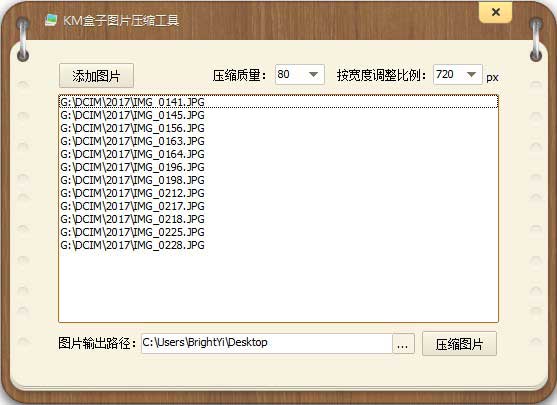 KM盒子图片压缩工具
添加图片 压缩质量： 80 按宽度调整比例： 720 px
G:\DCIM\2017\IMG_0141.JPG
G:\DCIM\2017\IMG_0145.JPG
G:\DCIM\2017\IMG_0156.JPG
G:\DCIM\2017\IMG_0163.JPG
G:\DCIM\2017\IMG_0164.JPG
G:\DCIM\2017\IMG_0196.JPG
G:\DCIM\2017\IMG_0198.JPG
G:\DCIM\2017\IMG_0212.JPG
G:\DCIM\2017\IMG_0217.JPG
G:\DCIM\2017\IMG_0218.JPG
G:\DCIM\2017\IMG_0225.JPG
G:\DCIM\2017\IMG_0228.JPG
图片输出路径： C:\Users\BrightYi\Desktop ... 压缩图片